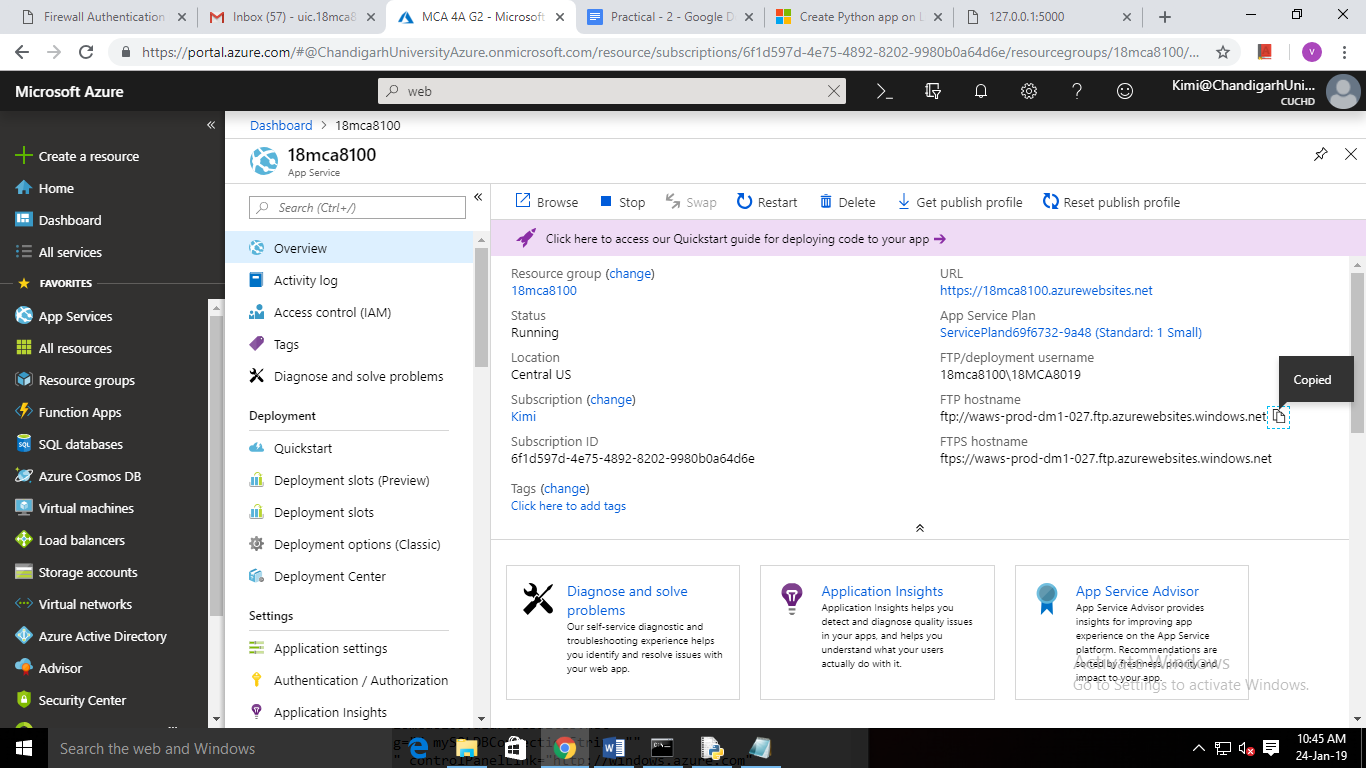 Firewall Authentication
Inbox (57) - uic.18mca8
MCA 4A G2 - Microsoft
Practical - 2 - Google D
Create Python app on L
127.0.0.1:5000
https://portal.azure.com/#@ChandigarhUniversityAzure.onmicrosoft.com/resource/subscriptions/6f1d597d-4e75-4892-8202-9980b0a64d6e/resourcegroups/18mca8100/...
V
Microsoft Azure
web
Kimi@ChandigarhUni...
CUCHD
Create a resource
Home
Dashboard
All services
FAVORITES
App Services
All resources
Resource groups
Function Apps
SQL databases
Azure Cosmos DB
Virtual machines
Load balancers
Storage accounts
Virtual networks
Azure Active Directory
Advisor
Security Center
Dashboard > 18mca8100
18mca8100
App Service
Search (Ctrl+/)
Overview
Activity log
Access control (IAM)
Tags
Diagnose and solve problems
Deployment
Quickstart
Deployment slots (Preview)
Deployment slots
Deployment options (Classic)
Deployment Center
Settings
Application settings
Authentication / Authorization
Application Insights
Browse
Stop
Swap
Restart
Delete
Get publish profile
Reset publish profile
Click here to access our Quickstart guide for deploying code to your app →
Resource group (change)
18mca8100
Status
Running
Location
Central US
Subscription (change)
Kimi
Subscription ID
6f1d597d-4e75-4892-8202-9980b0a64d6e
Tags (change)
Click here to add tags
URL
https://18mca8100.azurewebsites.net
App Service Plan
ServicePland69f6732-9a48 (Standard: 1 Small)
FTP/deployment username
18mca8100\18MCA8019
FTP hostname
ftp://waws-prod-dm1-027.ftp.azurewebsites.windows.net
FTPS hostname
ftps://waws-prod-dm1-027.ftp.azurewebsites.windows.net
Copied
Diagnose and solve
problems
Our self-service diagnostic and
troubleshooting experience helps
you identify and resolve issues with
your web app.
Application Insights
Application Insights helps you
detect and diagnose quality issues
in your apps, and helps you
understand what your users
actually do with it.
App Service Advisor
App Service Advisor provides
insights for improving app
experience on the App Service
platform. Recommendations are
sorted by freshness, priority and
impact to your app.
Activate Windows
Go to Settings to activate Windows.
Search the web and Windows
" controlPanelLink="http://windows.azure.com"
10:45 AM
24-Jan-19